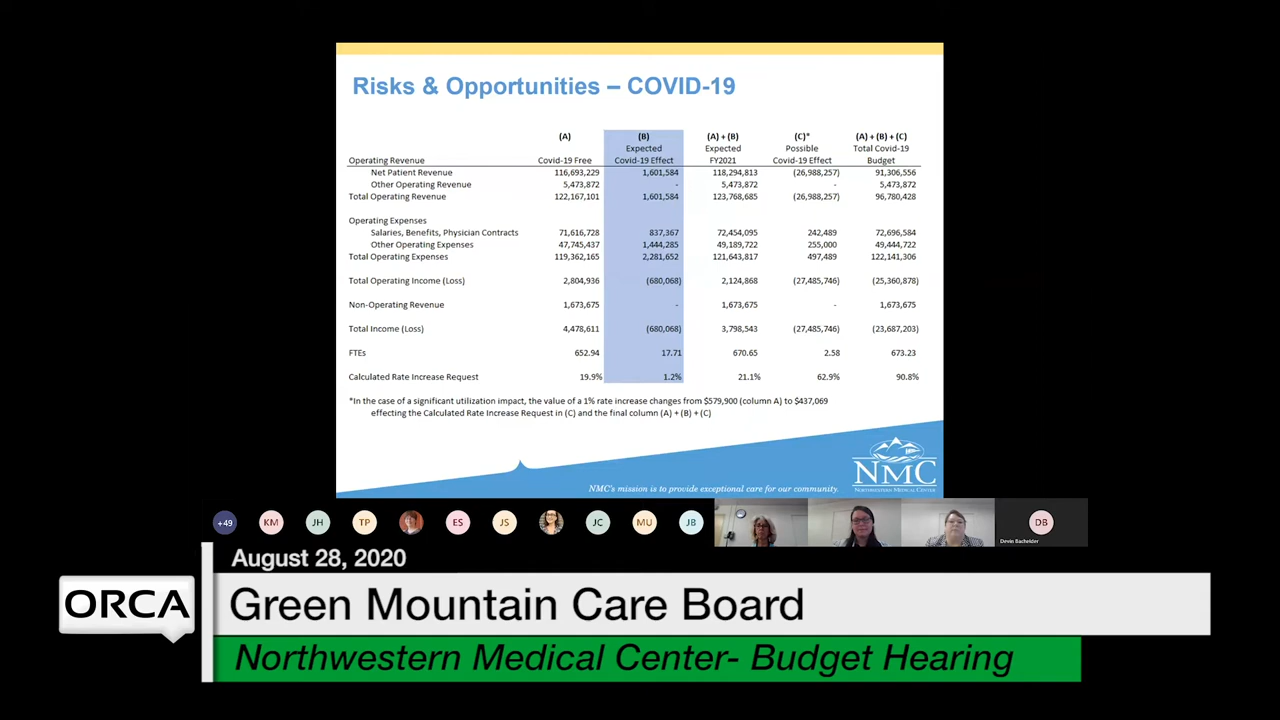 Risks & Opportunities – COVID-19
(A) (B) (A) + (B) (C)* (A) + (B) + (C)
Expected Expected Possible Total Covid-19
Operating Revenue Covid-19 Free Covid-19 Effect FY2021 Covid-19 Effect Budget
Net Patient Revenue 116,693,229 1,601,584 118,294,813 (26,988,257) 91,306,556
Other Operating Revenue 5,473,872 - 5,473,872 - 5,473,872
Total Operating Revenue 122,167,101 1,601,584 123,768,685 (26,988,257) 96,780,428
Operating Expenses
Salaries, Benefits, Physician Contracts 71,616,728 837,367 72,454,095 242,489 72,696,584
Other Operating Expenses 47,745,437 1,444,285 49,189,722 255,000 49,444,722
Total Operating Expenses 119,362,165 2,281,652 121,643,817 497,489 122,141,306
Total Operating Income (Loss) 2,804,936 (680,068) 2,124,868 (27,485,746) (25,360,878)
Non-Operating Revenue 1,673,675 - 1,673,675 - 1,673,675
Total Income (Loss) 4,478,611 (680,068) 3,798,543 (27,485,746) (23,687,203)
FTEs 652.94 17.71 670.65 2.58 673.23
Calculated Rate Increase Request 19.9% 1.2% 21.1% 62.9% 90.8%
*In the case of a significant utilization impact, the value of a 1% rate increase changes from $579,900 (column A) to $437,069
effecting the Calculated Rate Increase Request in (C) and the final column (A) + (B) + (C)
NMC
NORTHWESTERN MEDICAL CENTER
NMC's mission is to provide exceptional care for our community.
+49 KM JH TP ES JS JC MU JB DB
Devin Bachelder
August 28, 2020
ORCA
Green Mountain Care Board
Northwestern Medical Center- Budget Hearing